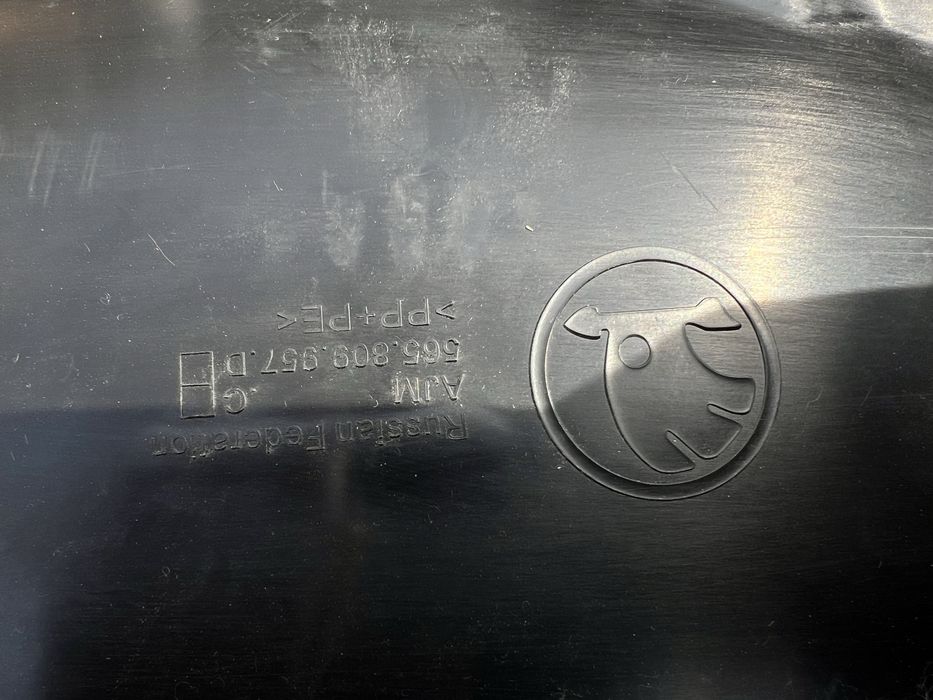 Russian Federation
AJM C
565.809.957.D
>PP+PE<